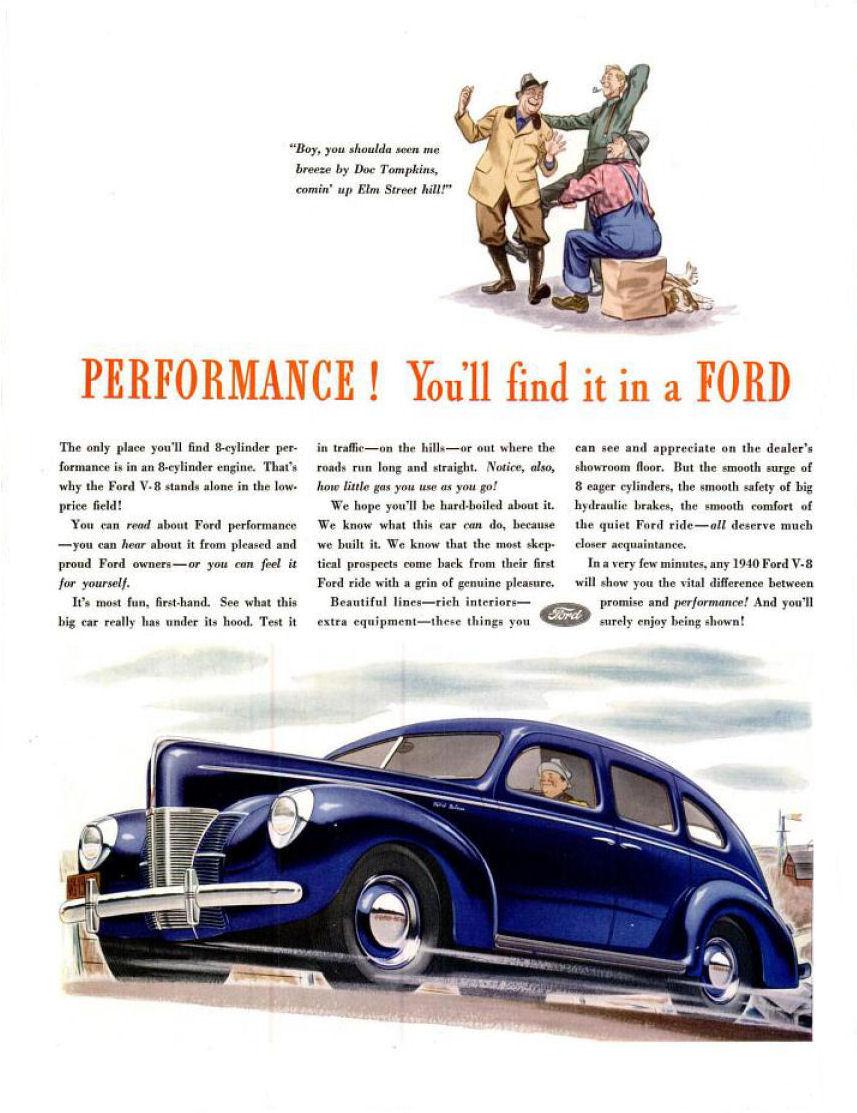 “Boy, you shoulda seen me
breeze by Doc Tompkins,
comin’ up Elm Street hill!”
PERFORMANCE! You’ll find it in a FORD
The only place you’ll find 8-cylinder per-
formance is in an 8-cylinder engine. That’s
why the Ford V-8 stands alone in the low-
price field!
You can read about Ford performance
—you can hear about it from pleased and
proud Ford owners—or you can feel it
for yourself.
It’s most fun, first-hand. See what this
big car really has under its hood. Test it
in traffic—on the hills—or out where the
roads run long and straight. Notice, also,
how little gas you use as you go!
We hope you’ll be hard-boiled about it.
We know what this car can do, because
we built it. We know that the most skep-
tical prospects come back from their first
Ford ride with a grin of genuine pleasure.
Beautiful lines—rich interiors—
extra equipment—these things you
can see and appreciate on the dealer’s
showroom floor. But the smooth surge of
8 eager cylinders, the smooth safety of big
hydraulic brakes, the smooth comfort of
the quiet Ford ride—all deserve much
closer acquaintance.
In a very few minutes, any 1940 Ford V-8
will show you the vital difference between
promise and performance! And you’ll
surely enjoy being shown!
Ford